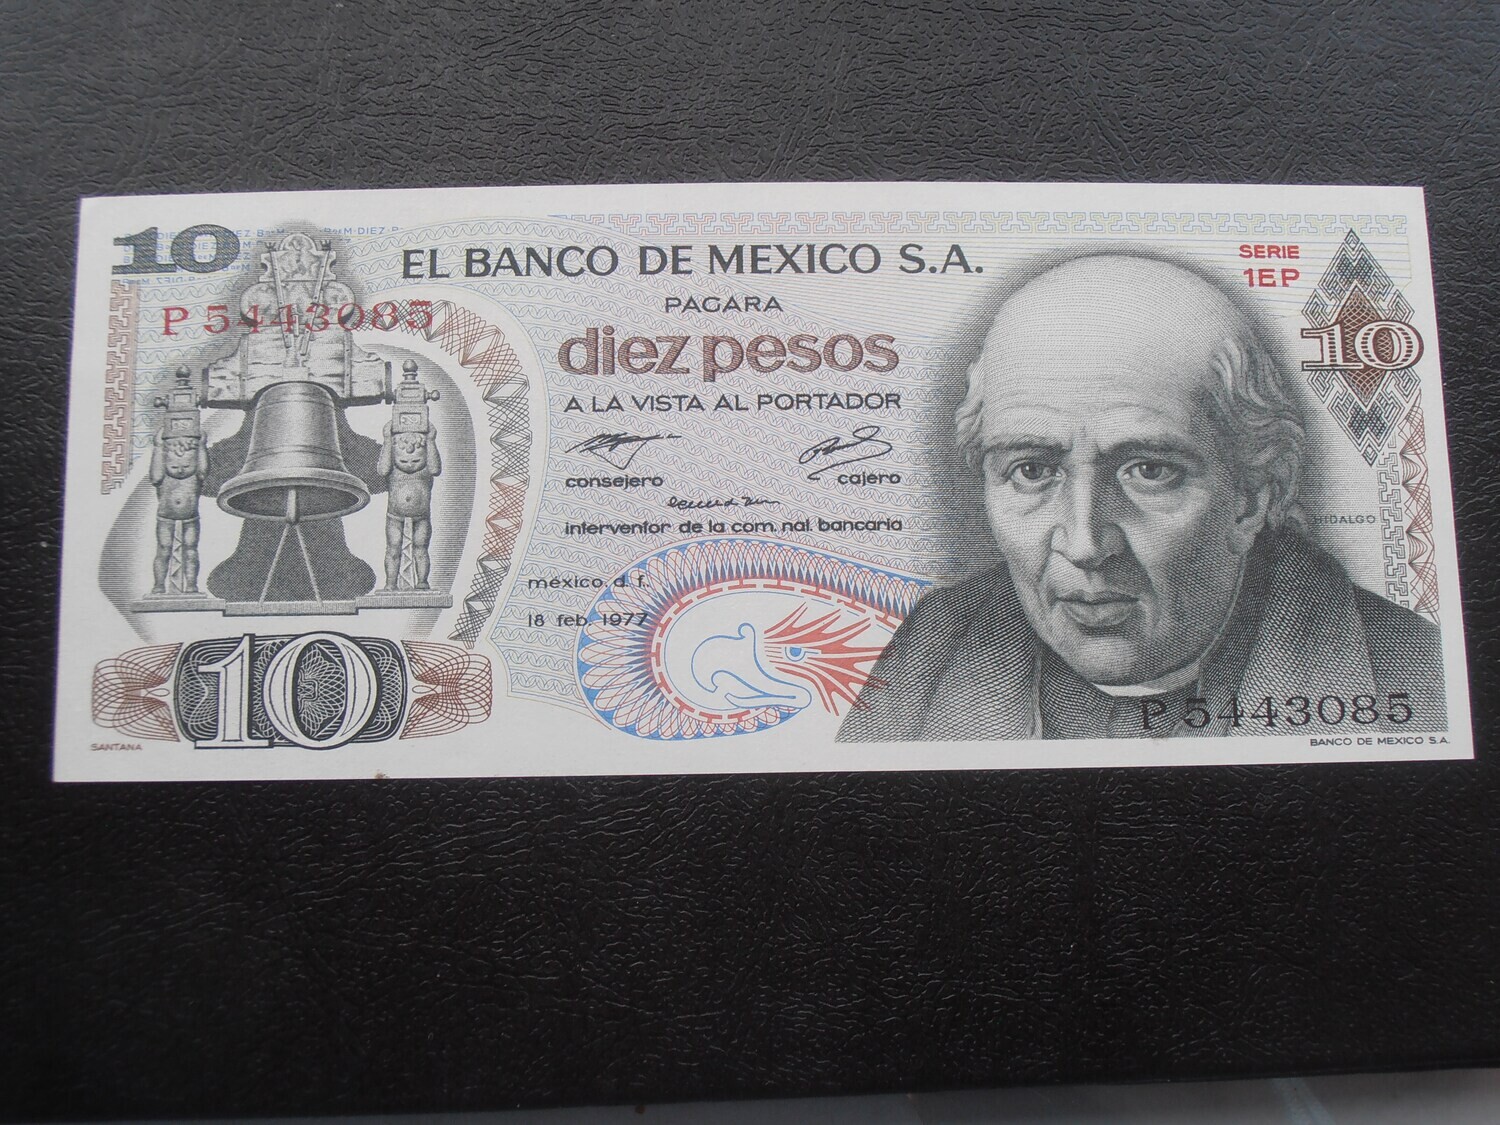 10
EL BANCO DE MEXICO S.A.
SERIE
1EP
P 5443085
PAGARA
diez pesos
10
A LA VISTA AL PORTADOR
consejero
cajero
interventor de la com. nal. bancaria
HIDALGO
méxico, d. f.,
18 feb. 1977
10
P 5443085
SANTANA
BANCO DE MEXICO S.A.